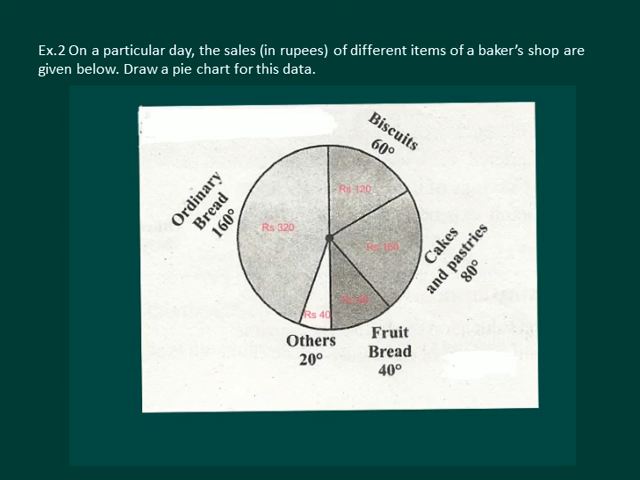 Ex.2 On a particular day, the sales (in rupees) of different items of a baker's shop are
given below. Draw a pie chart for this data.
Biscuits
60°
Rs 120
Ordinary
Bread
160°
Rs 320
Cakes
and pastries
80°
Rs 160
Rs 40
Others
20°
Fruit
Bread
40°